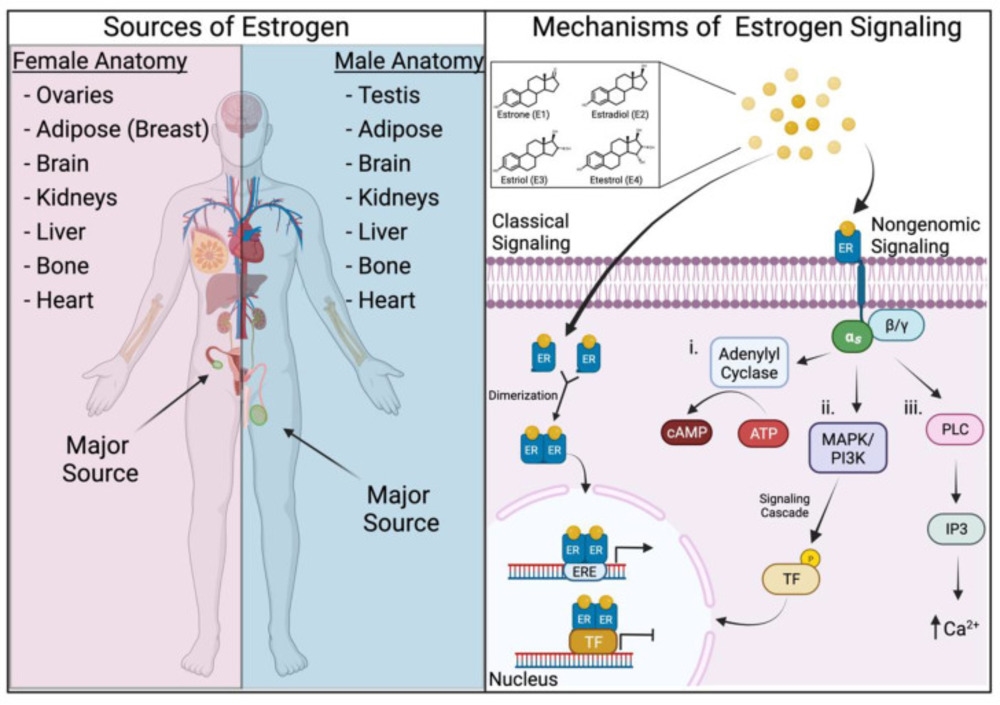 Sources of Estrogen
Female Anatomy
- Ovaries
- Adipose (Breast)
- Brain
- Kidneys
- Liver
- Bone
- Heart
Male Anatomy
- Testis
- Adipose
- Brain
- Kidneys
- Liver
- Bone
- Heart
Major
Source
Major
Source
Mechanisms of Estrogen Signaling
Estrone (E1)
Estradiol (E2)
Estriol (E3)
Etestrol (E4)
Classical
Signaling
Nongenomic
Signaling
ER
αs
β/γ
ER
ER
Dimerization
ER ER
i.
Adenylyl
Cyclase
cAMP
ATP
ii.
MAPK/
PI3K
Signaling
Cascade
P
TF
iii.
PLC
IP3
Ca²⁺
ER ER
ERE
ER ER
TF
Nucleus